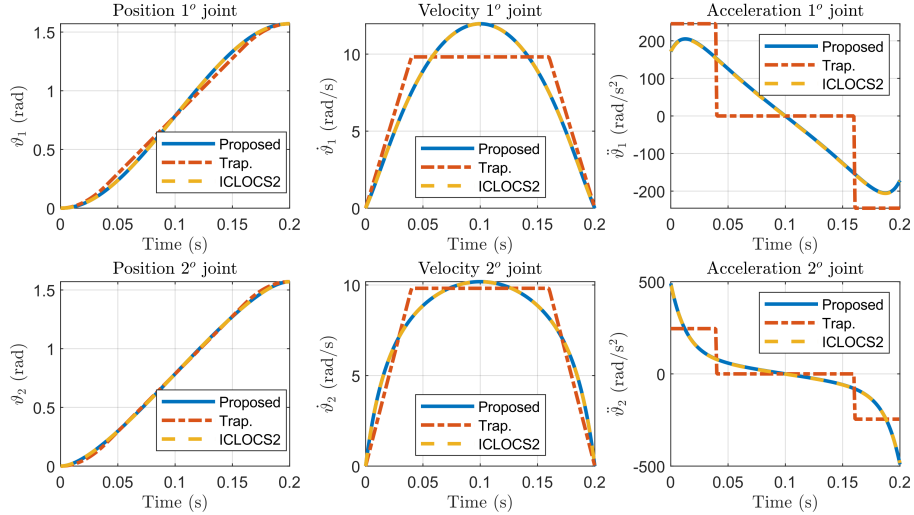 Position 1º joint
1.5
1
0.5
0
ϑ₁ (rad)
Proposed
Trap.
ICLOCS2
0 0.05 0.1 0.15 0.2
Time (s)
Velocity 1º joint
10
5
0
ϑ̇₁ (rad/s)
Proposed
Trap.
ICLOCS2
0 0.05 0.1 0.15 0.2
Time (s)
Acceleration 1º joint
200
100
0
-100
-200
ϑ̈₁ (rad/s²)
Proposed
Trap.
ICLOCS2
0 0.05 0.1 0.15 0.2
Time (s)
Position 2º joint
1.5
1
0.5
0
ϑ₂ (rad)
Proposed
Trap.
ICLOCS2
0 0.05 0.1 0.15 0.2
Time (s)
Velocity 2º joint
10
5
0
ϑ̇₂ (rad/s)
Proposed
Trap.
ICLOCS2
0 0.05 0.1 0.15 0.2
Time (s)
Acceleration 2º joint
500
0
-500
ϑ̈₂ (rad/s²)
Proposed
Trap.
ICLOCS2
0 0.05 0.1 0.15 0.2
Time (s)